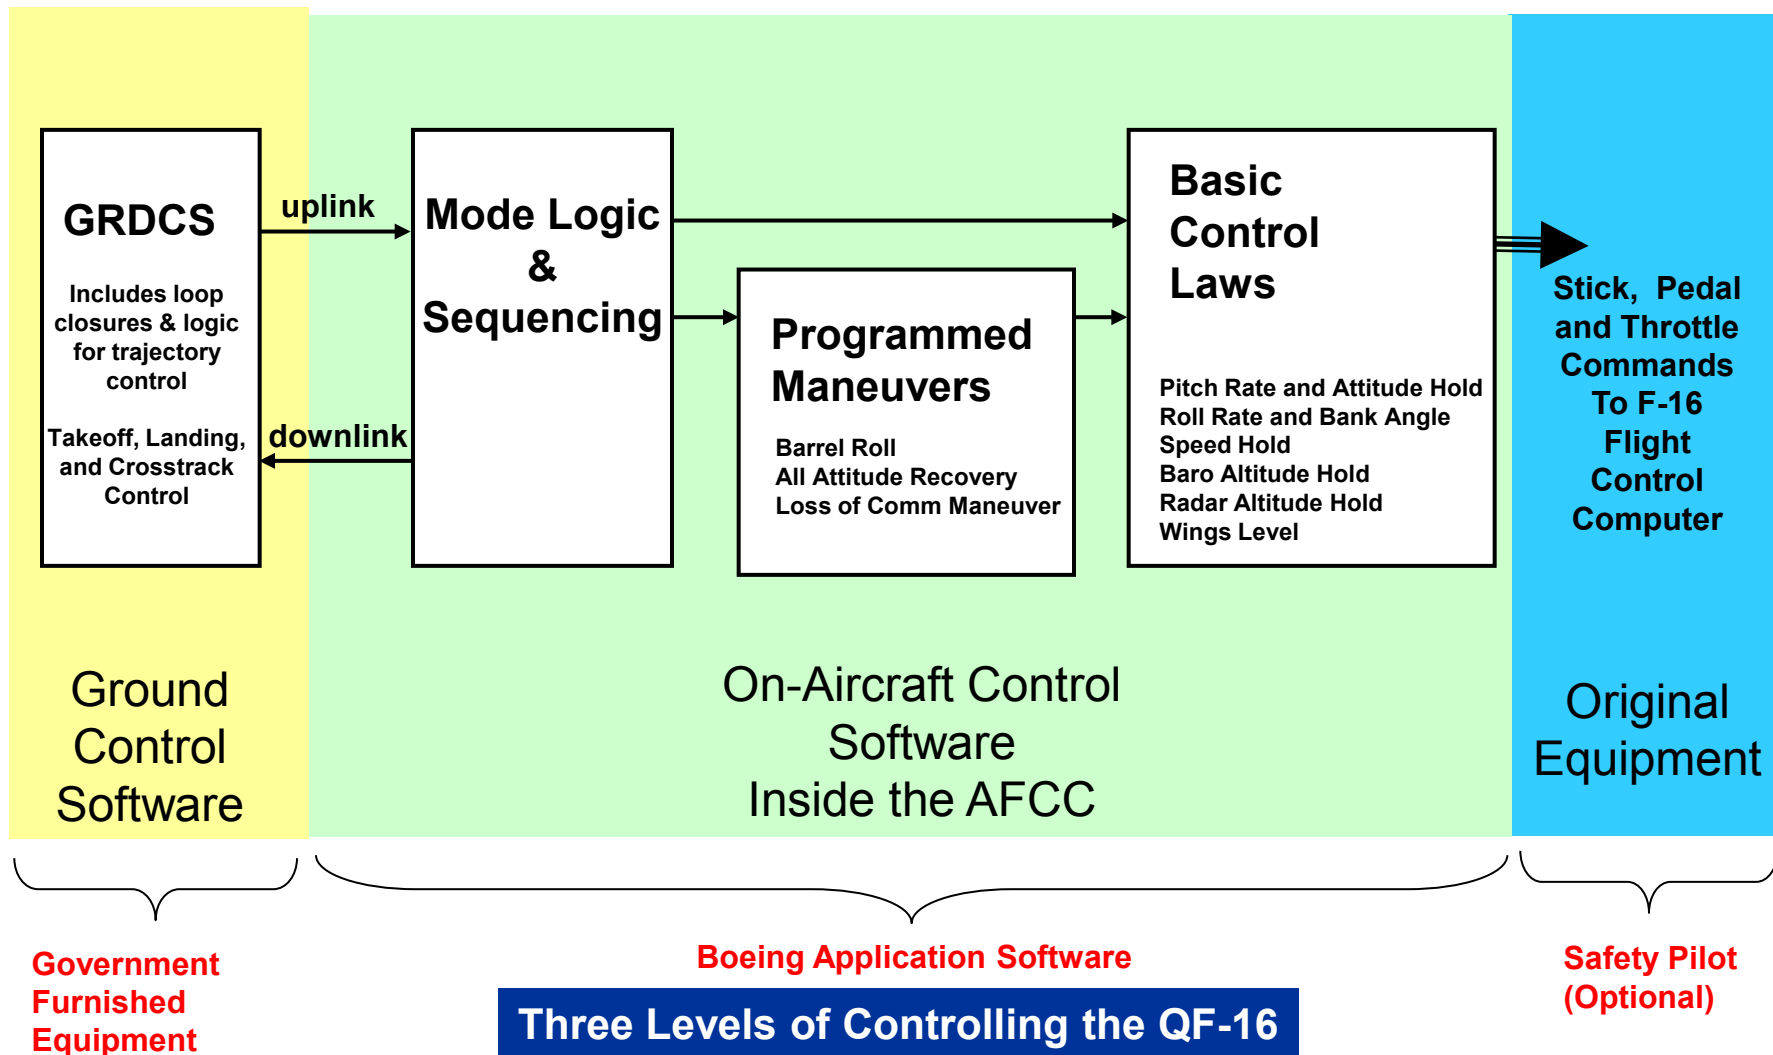 GRDCS
Includes loop
closures & logic
for trajectory
control
Takeoff, Landing,
and Crosstrack
Control
uplink
downlink
Mode Logic
&
Sequencing
Programmed
Maneuvers
Barrel Roll
All Attitude Recovery
Loss of Comm Maneuver
Basic
Control
Laws
Pitch Rate and Attitude Hold
Roll Rate and Bank Angle
Speed Hold
Baro Altitude Hold
Radar Altitude Hold
Wings Level
Stick, Pedal
and Throttle
Commands
To F-16
Flight
Control
Computer
Ground
Control
Software
On-Aircraft Control
Software
Inside the AFCC
Original
Equipment
Government
Furnished
Equipment
Boeing Application Software
Safety Pilot
(Optional)
Three Levels of Controlling the QF-16